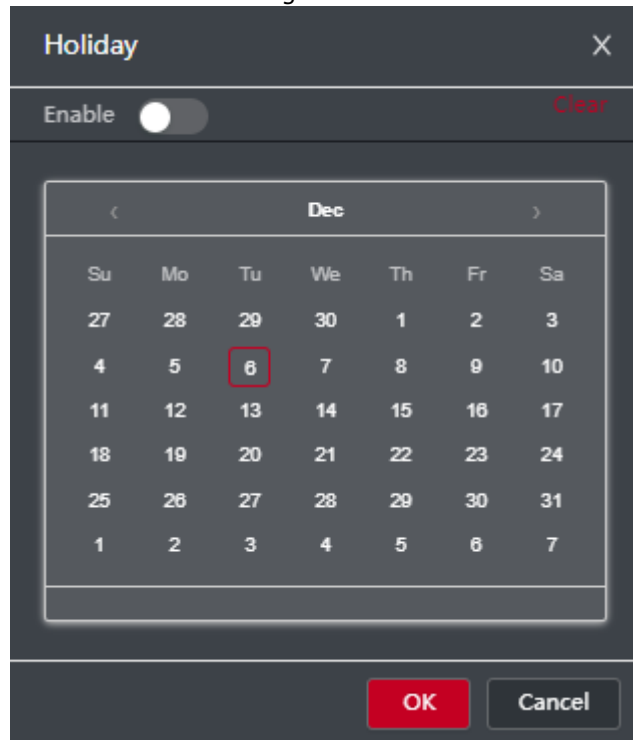 Holiday
Enable Clear
Dec
Su Mo Tu We Th Fr Sa
27 28 29 30 1 2 3
4 5 6 7 8 9 10
11 12 13 14 15 16 17
18 19 20 21 22 23 24
25 26 27 28 29 30 31
1 2 3 4 5 6 7
OK Cancel